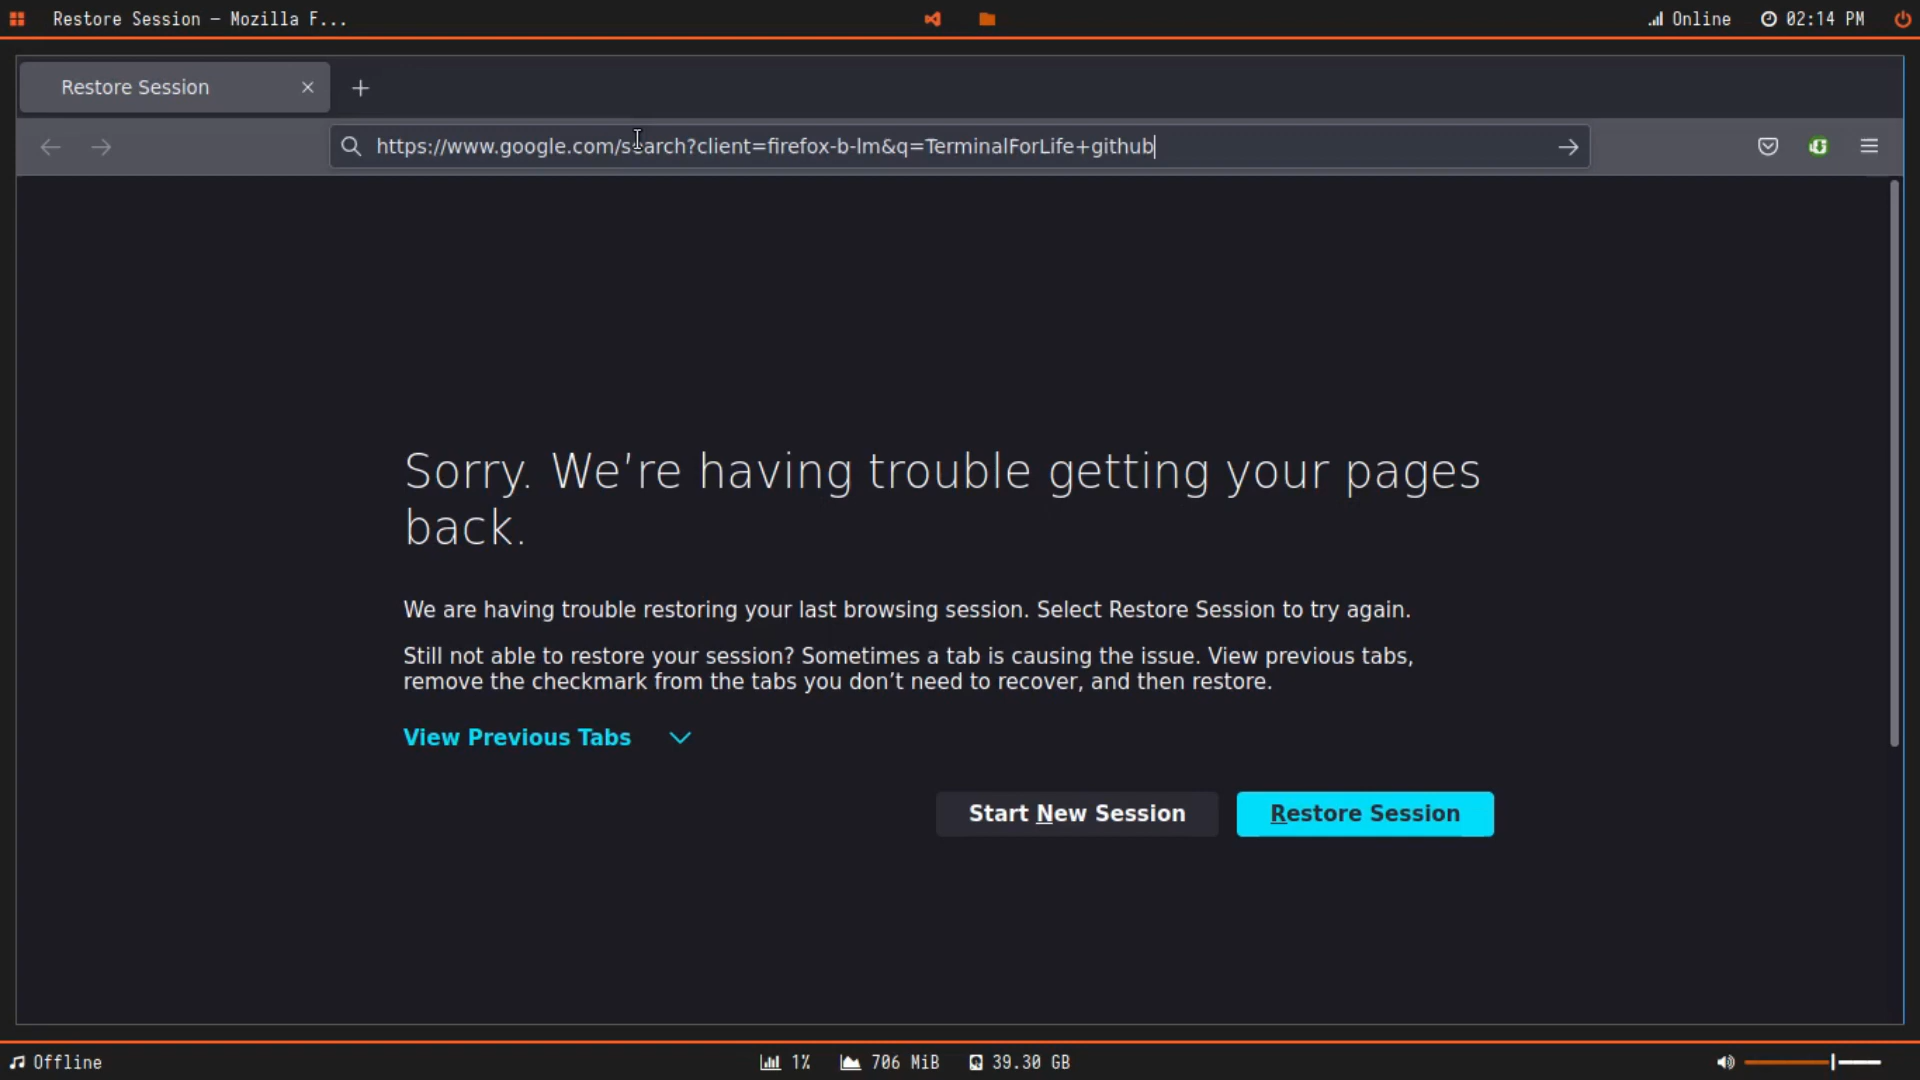 Restore Session — Mozilla F...
Online
02:14 PM
Restore Session
https://www.google.com/search?client=firefox-b-lm&q=TerminalForLife+github
Sorry. We're having trouble getting your pages
back.
We are having trouble restoring your last browsing session. Select Restore Session to try again.
Still not able to restore your session? Sometimes a tab is causing the issue. View previous tabs,
remove the checkmark from the tabs you don’t need to recover, and then restore.
View Previous Tabs
Start New Session
Restore Session
Offline
1%
706 MiB
39.30 GB